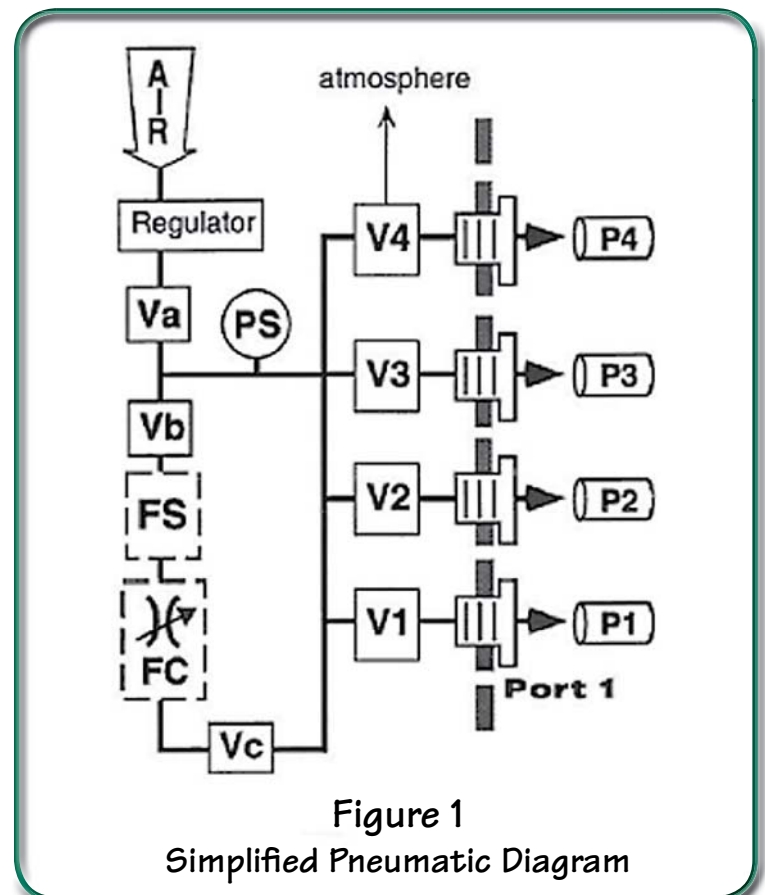 AIR
atmosphere
Regulator
V4
P4
Va
PS
V3
P3
Vb
FS
V2
P2
V1
P1
FC
Port 1
Vc
Figure 1
Simplified Pneumatic Diagram